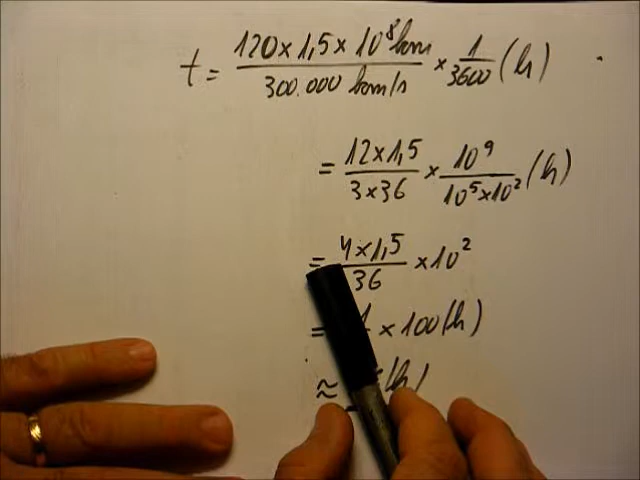 t = 120 × 1,5 × 10⁸ km / 300.000 km/s × 1/3600 (h)
= 12 × 1,5 / 3 × 36 × 10⁹ / 10⁵ × 10² (h)
= 4 × 1,5 / 36 × 10²
= 1 × 100 (h)
≈ (h)